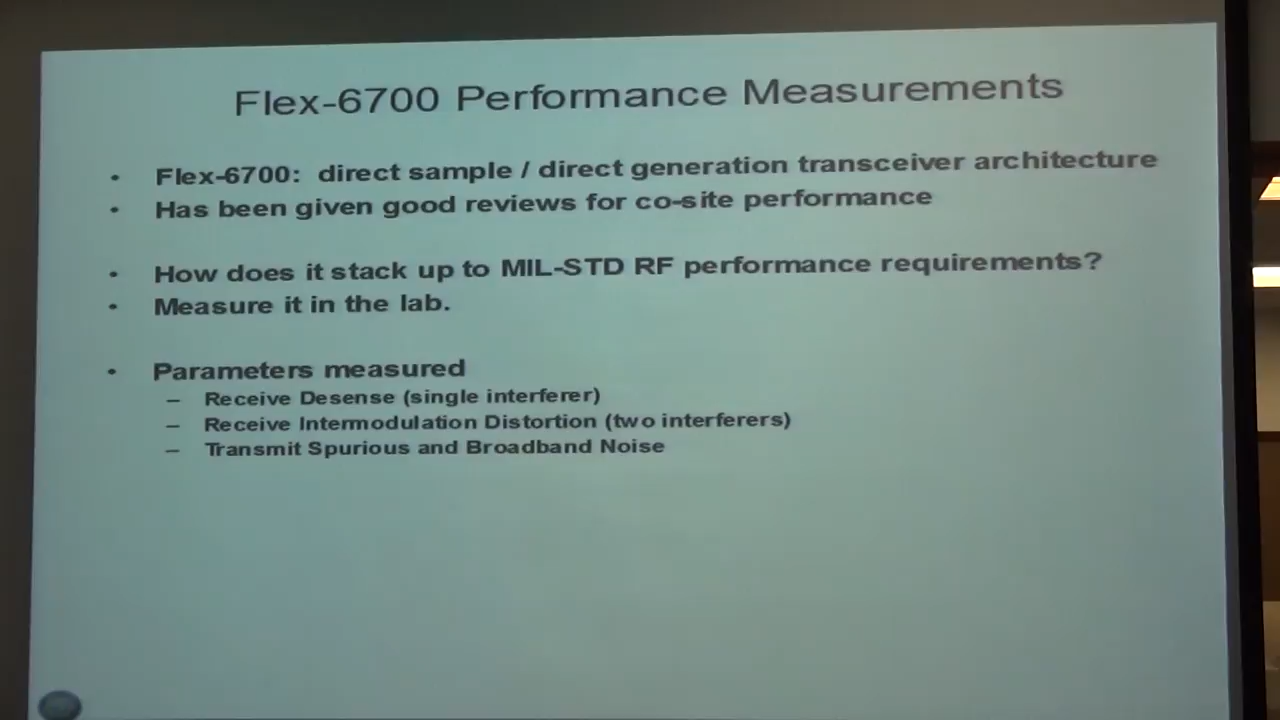 Flex-6700 Performance Measurements
• Flex-6700: direct sample / direct generation transceiver architecture
• Has been given good reviews for co-site performance
• How does it stack up to MIL-STD RF performance requirements?
• Measure it in the lab.
• Parameters measured
– Receive Desense (single interferer)
– Receive Intermodulation Distortion (two interferers)
– Transmit Spurious and Broadband Noise